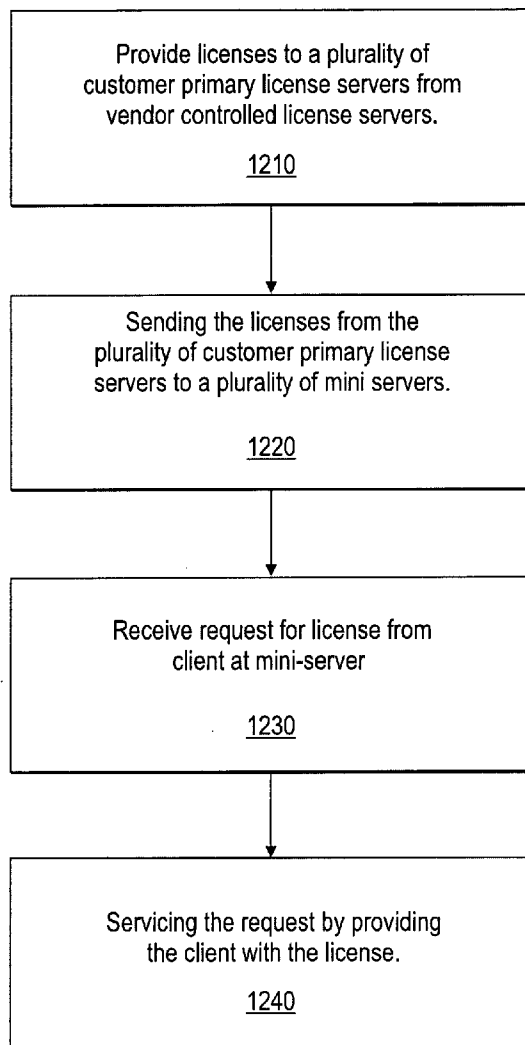 Provide licenses to a plurality of
customer primary license servers from
vendor controlled license servers.
1210
Sending the licenses from the
plurality of customer primary license
servers to a plurality of mini servers.
1220
Receive request for license from
client at mini-server
1230
Servicing the request by providing
the client with the license.
1240